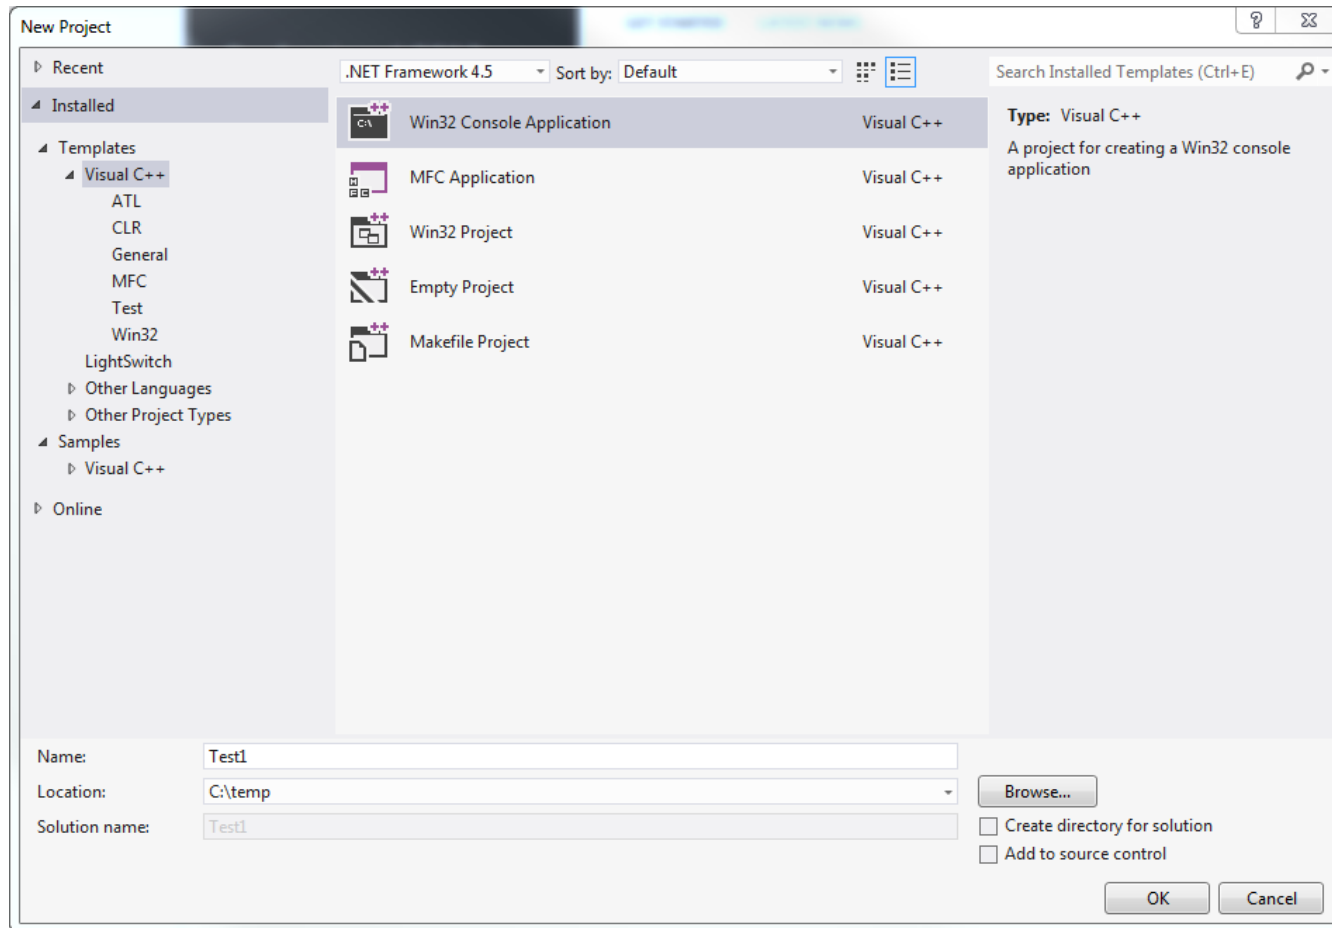 New Project
Recent
.NET Framework 4.5 Sort by: Default
Search Installed Templates (Ctrl+E)
Installed
Templates
Visual C++
ATL
CLR
General
MFC
Test
Win32
LightSwitch
Other Languages
Other Project Types
Samples
Visual C++
Online
C:\
Win32 Console Application Visual C++
MFC Application Visual C++
Win32 Project Visual C++
Empty Project Visual C++
Makefile Project Visual C++
Type: Visual C++
A project for creating a Win32 console
application
Name: Test1
Location: C:\temp
Browse...
Solution name: Test1
Create directory for solution
Add to source control
OK Cancel